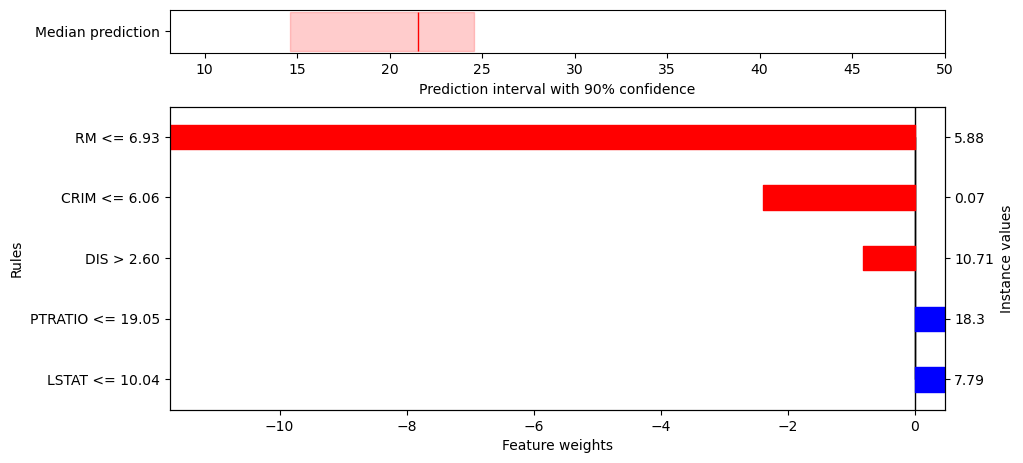 Median prediction
10 15 20 25 30 35 40 45 50
Prediction interval with 90% confidence
RM <= 6.93 5.88
CRIM <= 6.06 0.07
DIS > 2.60 10.71
PTRATIO <= 19.05 18.3
LSTAT <= 10.04 7.79
Rules
Instance values
−10 −8 −6 −4 −2 0
Feature weights